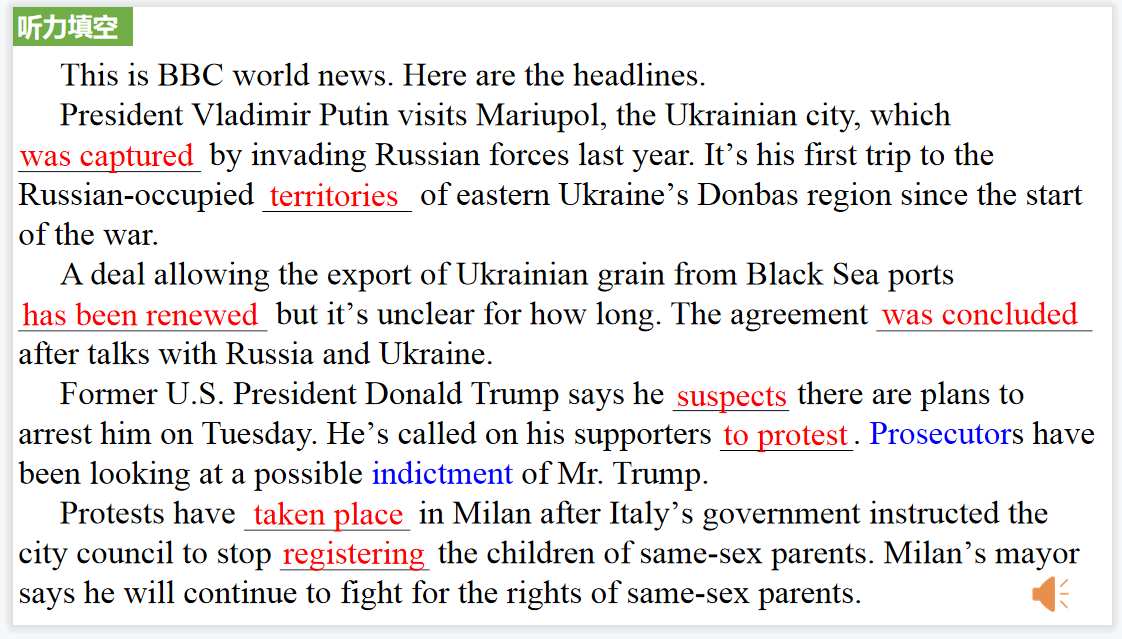 听力填空
This is BBC world news. Here are the headlines.
President Vladimir Putin visits Mariupol, the Ukrainian city, which
was captured by invading Russian forces last year. It’s his first trip to the
Russian-occupied territories of eastern Ukraine’s Donbas region since the start
of the war.
A deal allowing the export of Ukrainian grain from Black Sea ports
has been renewed but it’s unclear for how long. The agreement was concluded
after talks with Russia and Ukraine.
Former U.S. President Donald Trump says he suspects there are plans to
arrest him on Tuesday. He’s called on his supporters to protest. Prosecutors have
been looking at a possible indictment of Mr. Trump.
Protests have taken place in Milan after Italy’s government instructed the
city council to stop registering the children of same-sex parents. Milan’s mayor
says he will continue to fight for the rights of same-sex parents.